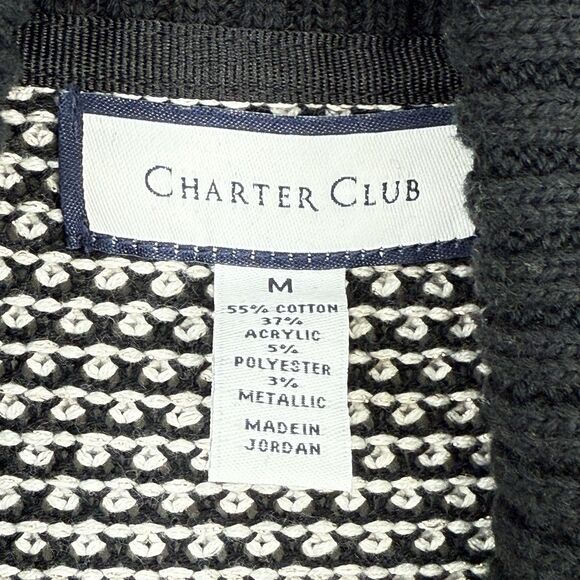 CHARTER CLUB
M
55% COTTON
37%
ACRYLIC
5%
POLYESTER
3%
METALLIC
MADEIN
JORDAN